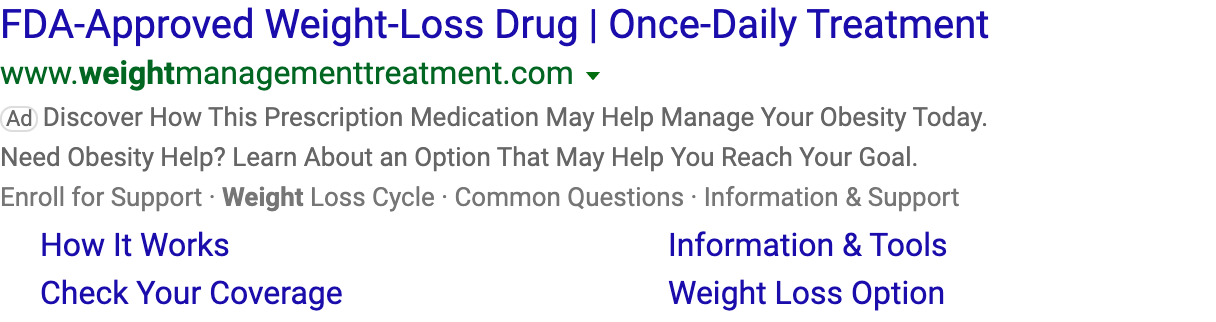 FDA-Approved Weight-Loss Drug | Once-Daily Treatment
www.weightmanagementtreatment.com
Ad Discover How This Prescription Medication May Help Manage Your Obesity Today.
Need Obesity Help? Learn About an Option That May Help You Reach Your Goal.
Enroll for Support · Weight Loss Cycle · Common Questions · Information & Support
How It Works Information & Tools
Check Your Coverage Weight Loss Option